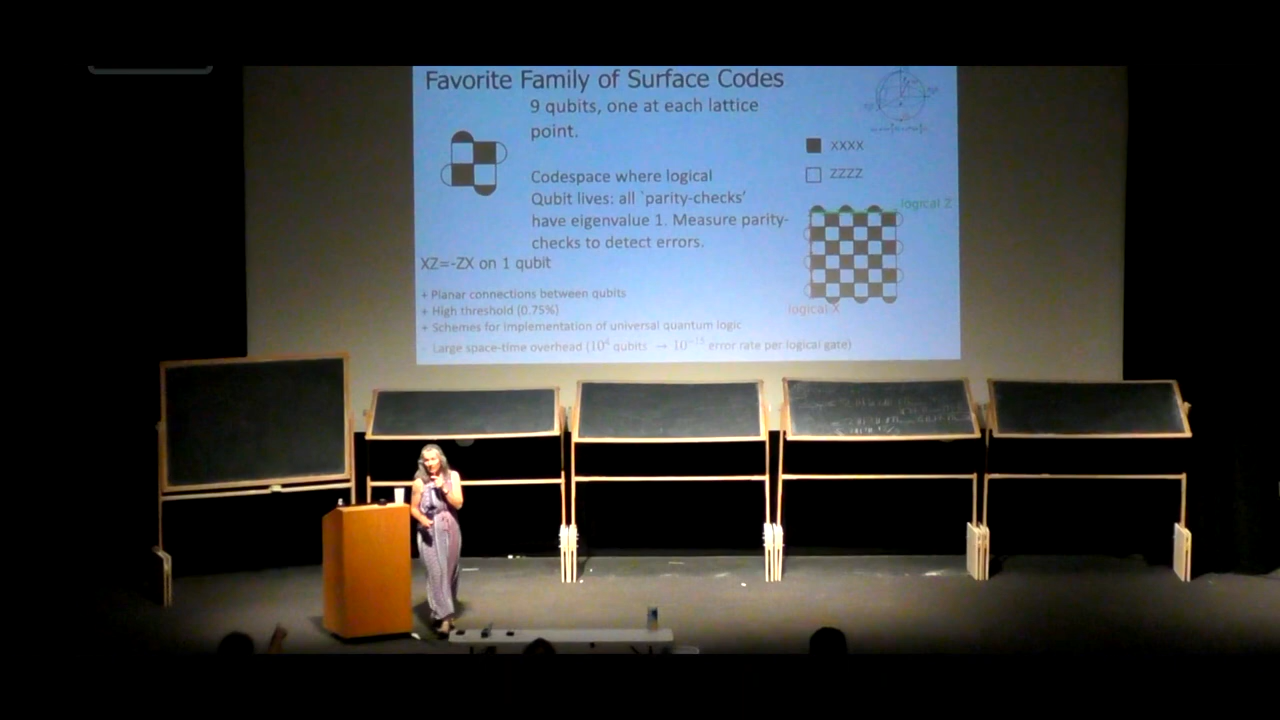 Favorite Family of Surface Codes
9 qubits, one at each lattice
point.
Codespace where logical
Qubit lives: all `parity-checks’
have eigenvalue 1. Measure parity-
checks to detect errors.
XZ=-ZX on 1 qubit
+ Planar connections between qubits
+ High threshold (0.75%)
+ Schemes for implementation of universal quantum logic
- Large space-time overhead (10⁴ qubits → 10⁻¹⁵ error rate per logical gate)
XXXX
ZZZZ
logical Z
logical X